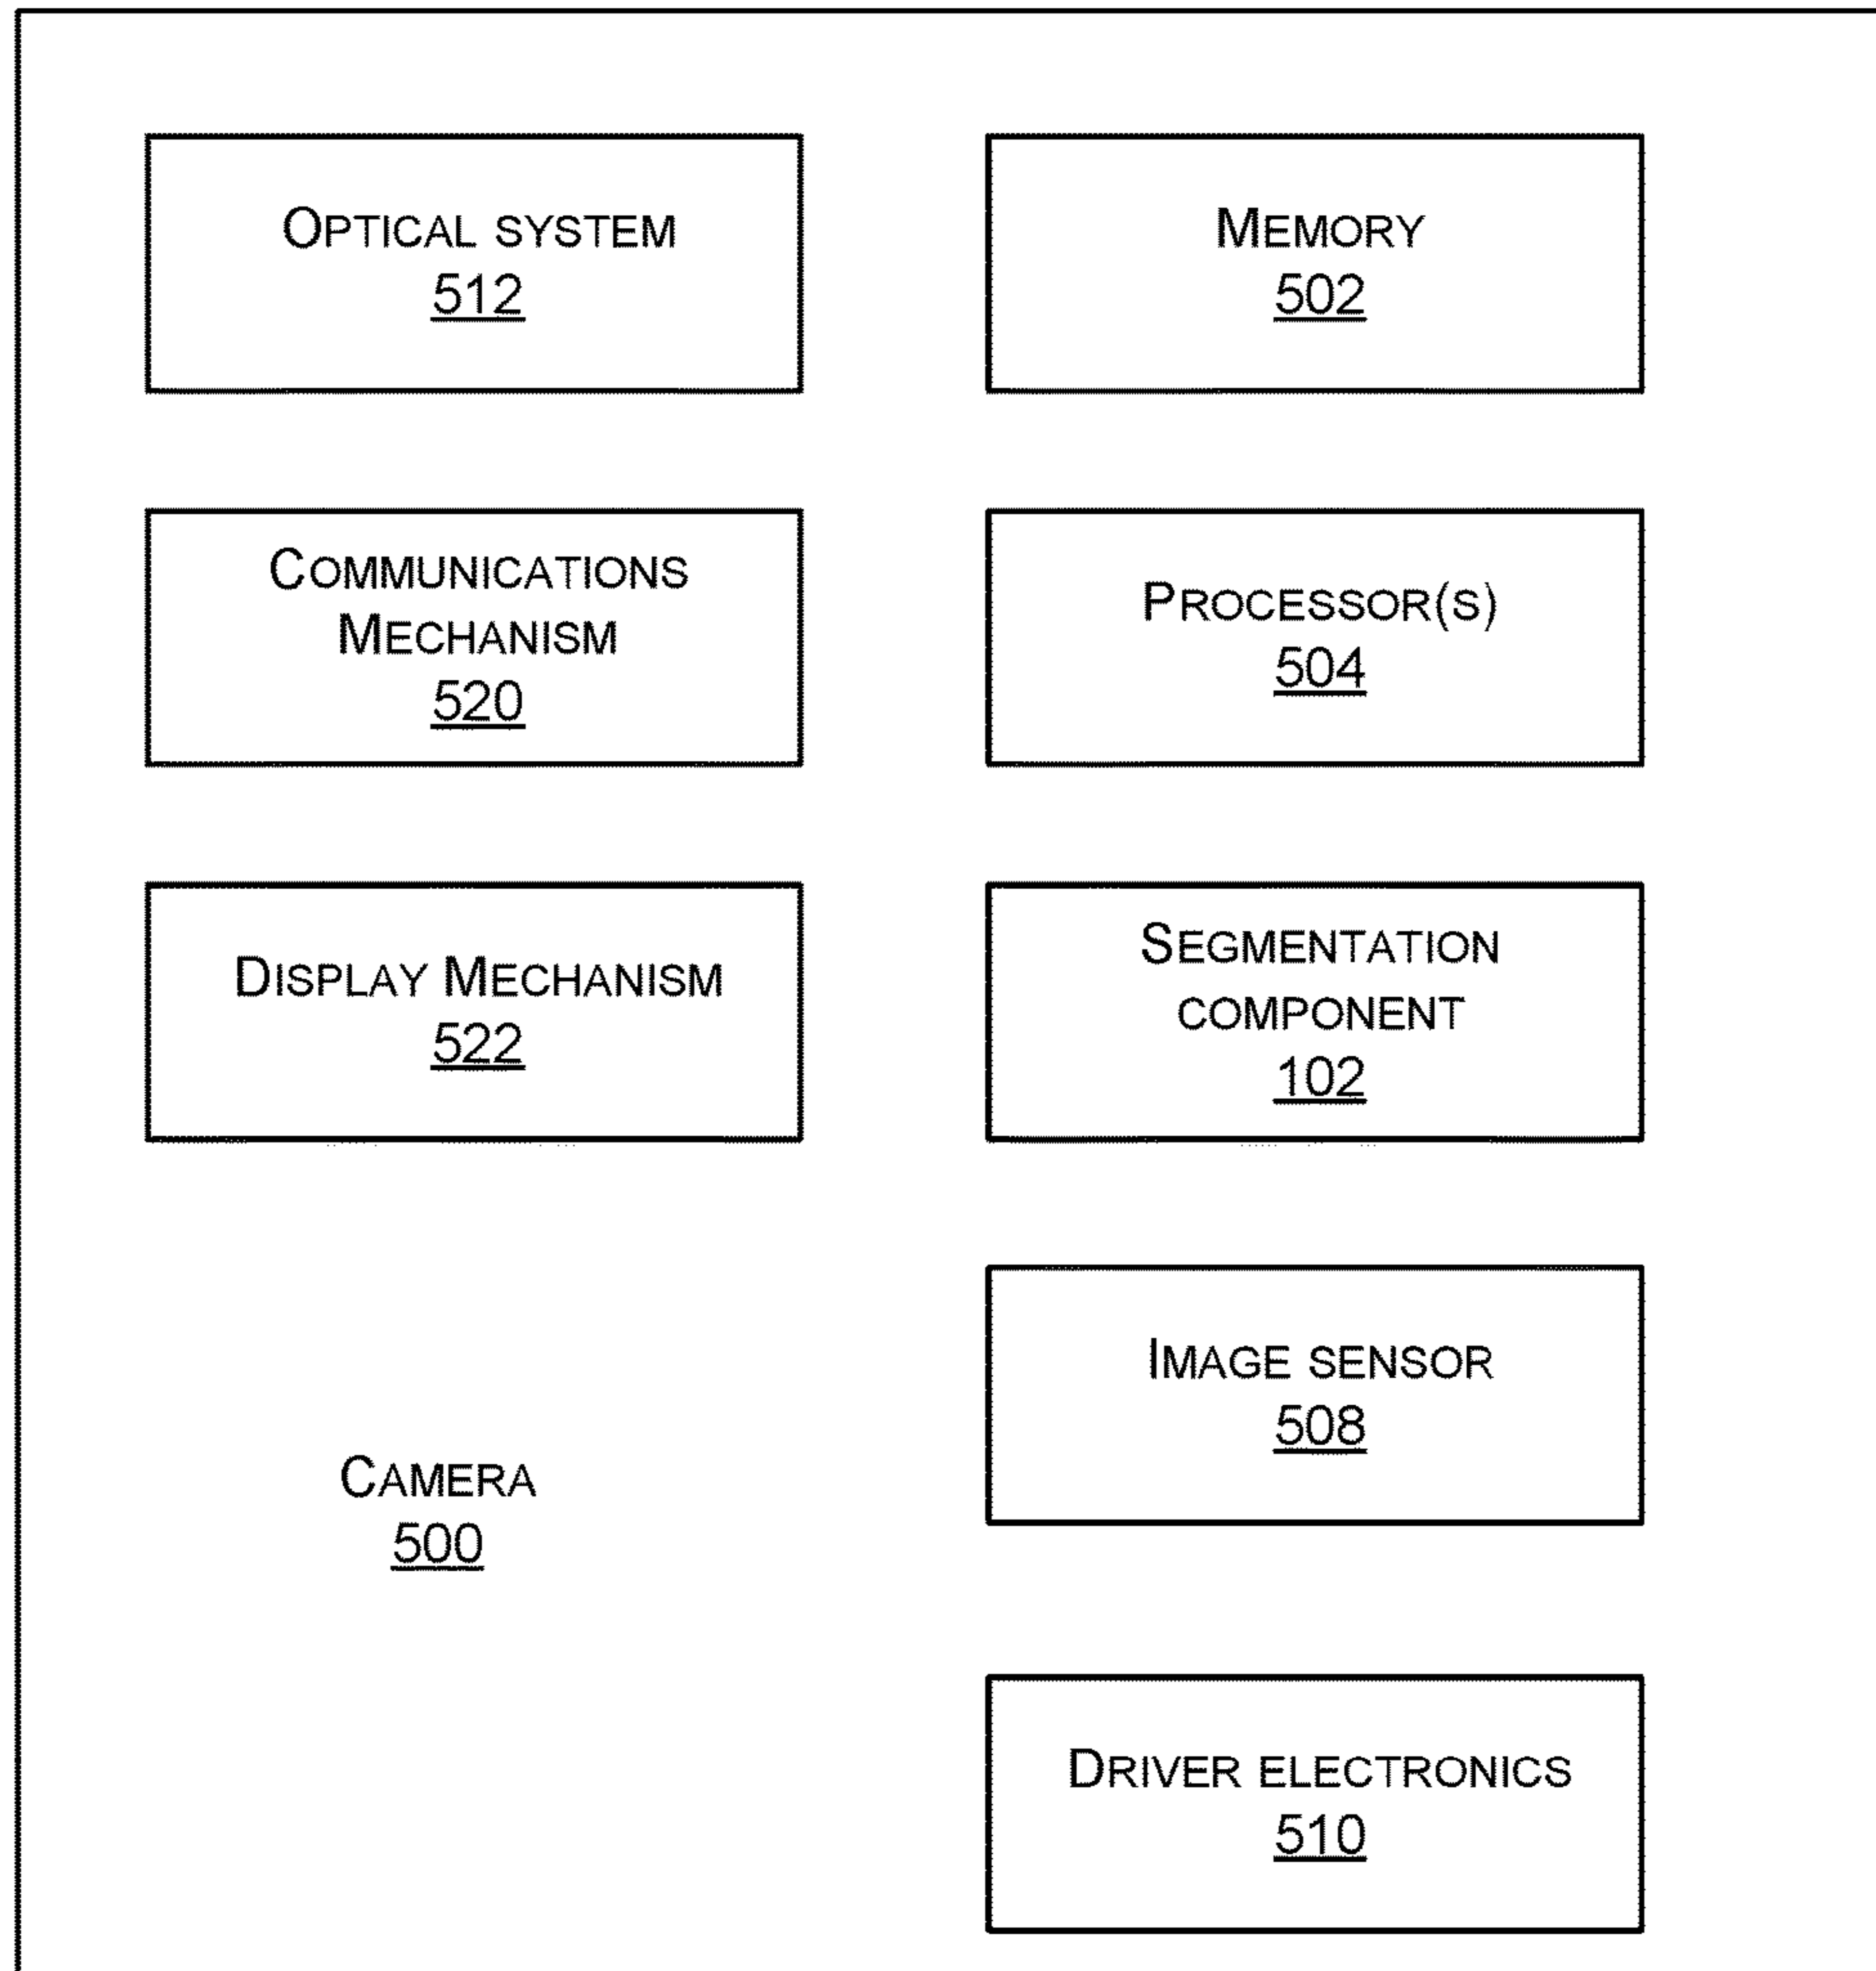 OPTICAL SYSTEM
512
MEMORY
502
COMMUNICATIONS
MECHANISM
520
PROCESSOR(S)
504
DISPLAY MECHANISM
522
SEGMENTATION
COMPONENT
102
IMAGE SENSOR
508
CAMERA
500
DRIVER ELECTRONICS
510